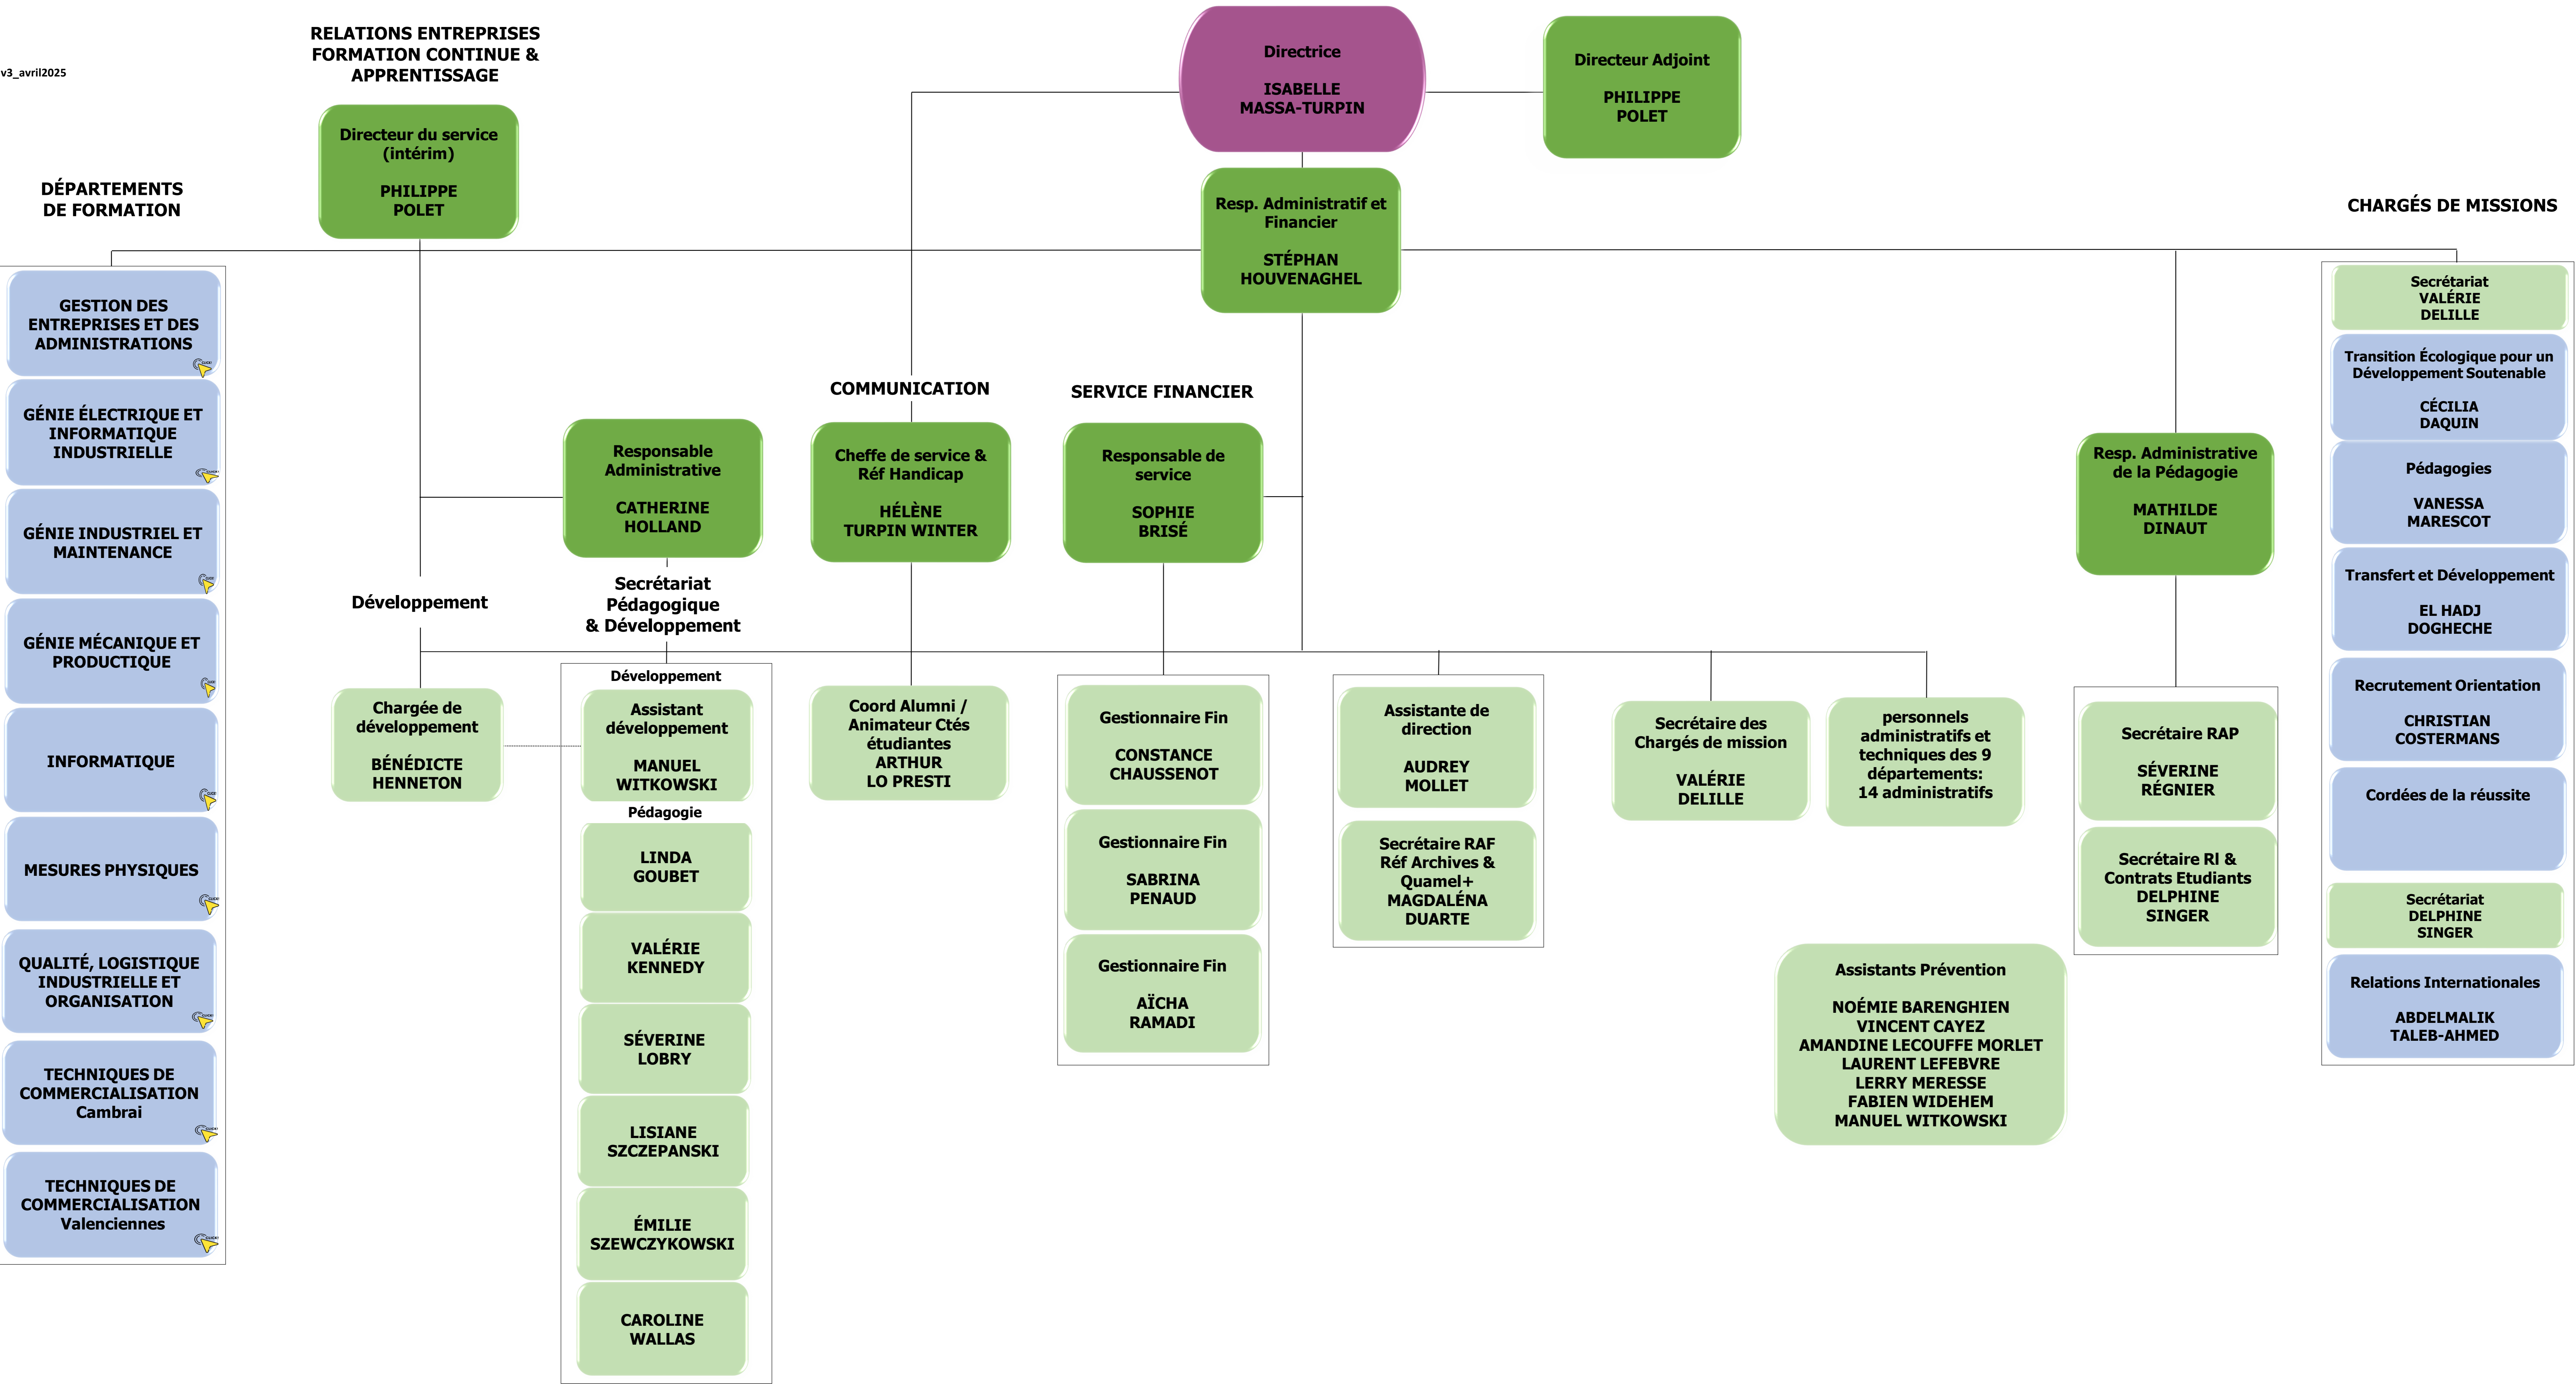 v3_avril2025
RELATIONS ENTREPRISES
FORMATION CONTINUE &
APPRENTISSAGE
Directeur du service
(intérim)
PHILIPPE
POLET
Directrice
ISABELLE
MASSA-TURPIN
Directeur Adjoint
PHILIPPE
POLET
Resp. Administratif et
Financier
STÉPHAN
HOUVENAGHEL
DÉPARTEMENTS
DE FORMATION
GESTION DES
ENTREPRISES ET DES
ADMINISTRATIONS
CLICK!
GÉNIE ÉLECTRIQUE ET
INFORMATIQUE
INDUSTRIELLE
CLICK!
GÉNIE INDUSTRIEL ET
MAINTENANCE
CLICK!
GÉNIE MÉCANIQUE ET
PRODUCTIQUE
CLICK!
INFORMATIQUE
CLICK!
MESURES PHYSIQUES
CLICK!
QUALITÉ, LOGISTIQUE
INDUSTRIELLE ET
ORGANISATION
CLICK!
TECHNIQUES DE
COMMERCIALISATION
Cambrai
CLICK!
TECHNIQUES DE
COMMERCIALISATION
Valenciennes
CLICK!
Responsable
Administrative
CATHERINE
HOLLAND
Développement
Secrétariat
Pédagogique
& Développement
Chargée de
développement
BÉNÉDICTE
HENNETON
Développement
Assistant
développement
MANUEL
WITKOWSKI
Pédagogie
LINDA
GOUBET
VALÉRIE
KENNEDY
SÉVERINE
LOBRY
LISIANE
SZCZEPANSKI
ÉMILIE
SZEWCZYKOWSKI
CAROLINE
WALLAS
COMMUNICATION
Cheffe de service &
Réf Handicap
HÉLÈNE
TURPIN WINTER
Coord Alumni /
Animateur Ctés
étudiantes
ARTHUR
LO PRESTI
SERVICE FINANCIER
Responsable de
service
SOPHIE
BRISÉ
Gestionnaire Fin
CONSTANCE
CHAUSSENOT
Gestionnaire Fin
SABRINA
PENAUD
Gestionnaire Fin
AÏCHA
RAMADI
Assistante de
direction
AUDREY
MOLLET
Secrétaire RAF
Réf Archives &
Quamel+
MAGDALÉNA
DUARTE
Secrétaire des
Chargés de mission
VALÉRIE
DELILLE
personnels
administratifs et
techniques des 9
départements:
14 administratifs
Assistants Prévention
NOÉMIE BARENGHIEN
VINCENT CAYEZ
AMANDINE LECOUFFE MORLET
LAURENT LEFEBVRE
LERRY MERESSE
FABIEN WIDEHEM
MANUEL WITKOWSKI
Resp. Administrative
de la Pédagogie
MATHILDE
DINAUT
Secrétaire RAP
SÉVERINE
RÉGNIER
Secrétaire RI &
Contrats Etudiants
DELPHINE
SINGER
CHARGÉS DE MISSIONS
Secrétariat
VALÉRIE
DELILLE
Transition Écologique pour un
Développement Soutenable
CÉCILIA
DAQUIN
Pédagogies
VANESSA
MARESCOT
Transfert et Développement
EL HADJ
DOGHECHE
Recrutement Orientation
CHRISTIAN
COSTERMANS
Cordées de la réussite
Secrétariat
DELPHINE
SINGER
Relations Internationales
ABDELMALIK
TALEB-AHMED